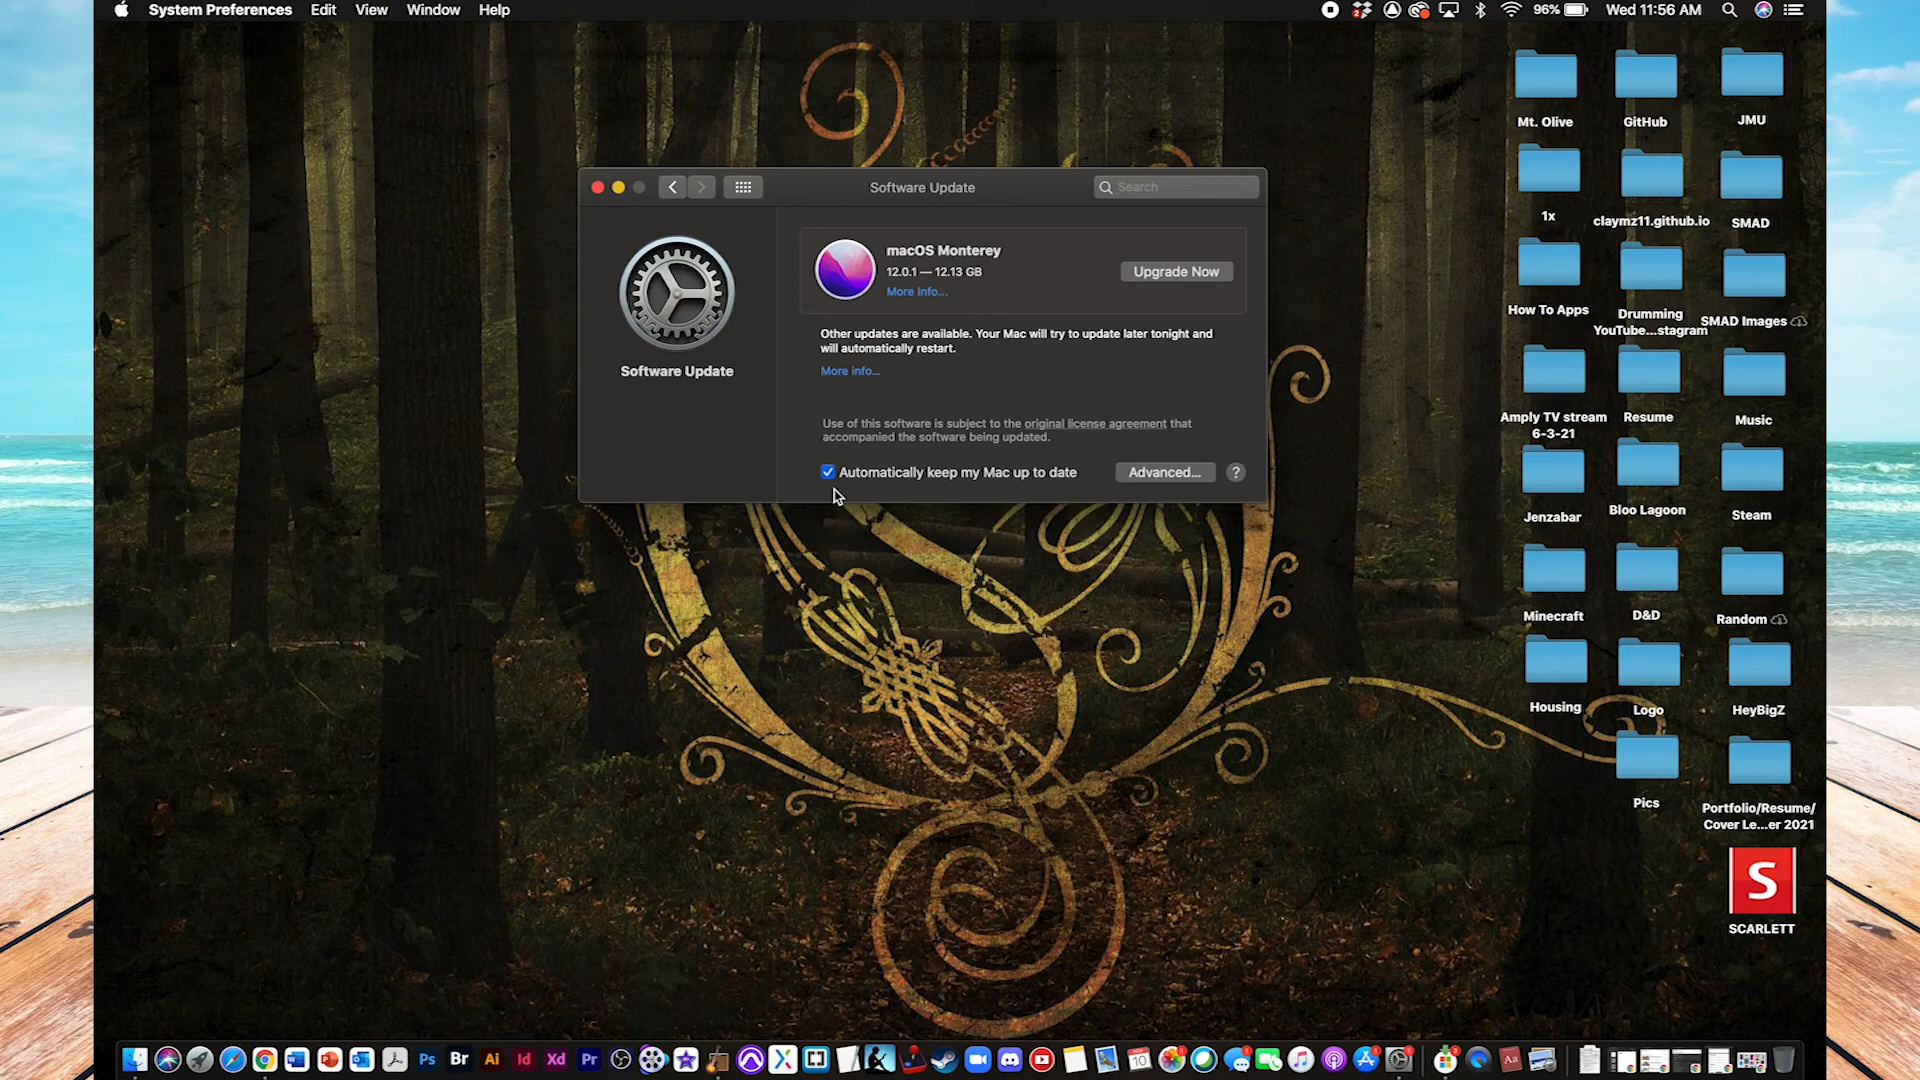 System Preferences Edit View Window Help
96% Wed 11:56 AM
Software Update
Search
Software Update
macOS Monterey
12.0.1 — 12.13 GB
More Info...
Upgrade Now
Other updates are available. Your Mac will try to update later tonight and
will automatically restart.
More info...
Use of this software is subject to the original license agreement that
accompanied the software being updated.
Automatically keep my Mac up to date
Advanced...
?
Mt. Olive
GitHub
JMU
1x
claymz11.github.io
SMAD
How To Apps
Drumming
YouTube...stagram
SMAD Images
Amply TV stream
6-3-21
Resume
Music
Jenzabar
Bloo Lagoon
Steam
Minecraft
D&D
Random
Housing
Logo
HeyBigZ
Pics
Portfolio/Resume/
Cover Le...er 2021
S
SCARLETT
Ps Br Ai Id Xd Pr
10
Aa